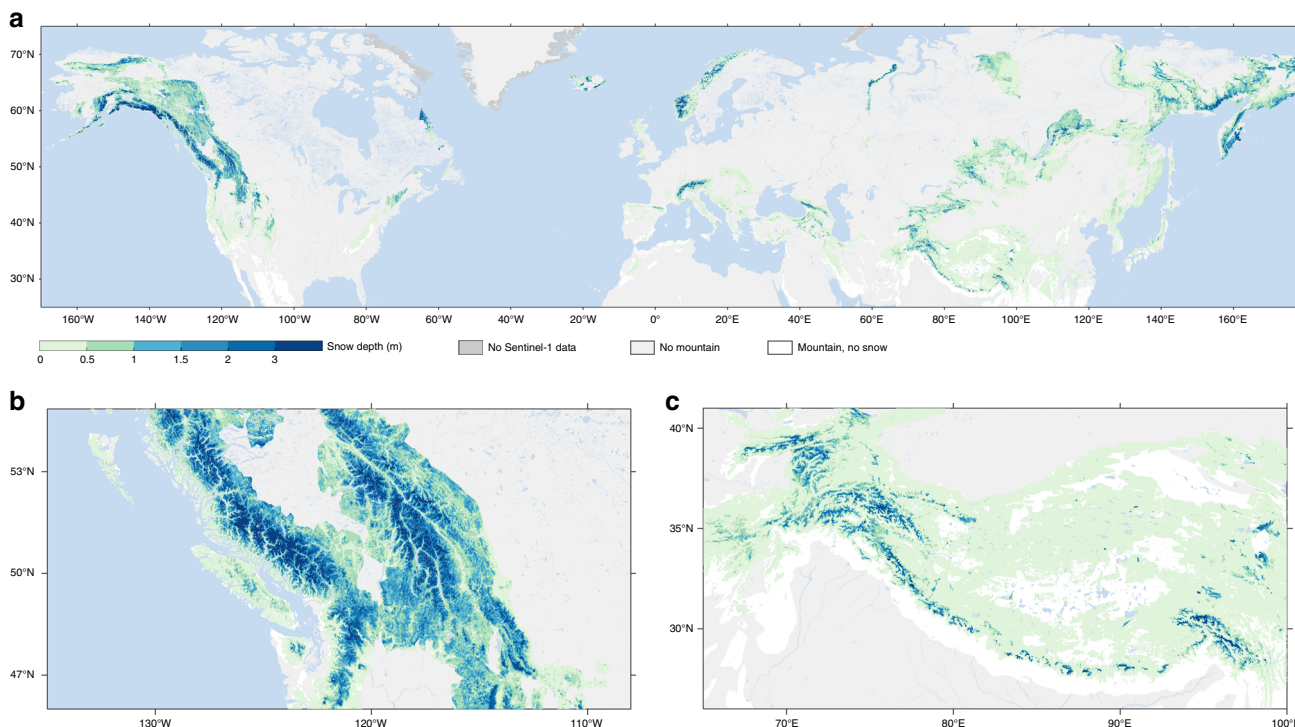 a
70°N
60°N
50°N
40°N
30°N
160°W 140°W 120°W 100°W 80°W 60°W 40°W 20°W 0° 20°E 40°E 60°E 80°E 100°E 120°E 140°E 160°E
Snow depth (m) No Sentinel-1 data No mountain Mountain, no snow
0 0.5 1 1.5 2 3
b
53°N
50°N
47°N
130°W 120°W 110°W
c
40°N
35°N
30°N
70°E 80°E 90°E 100°E